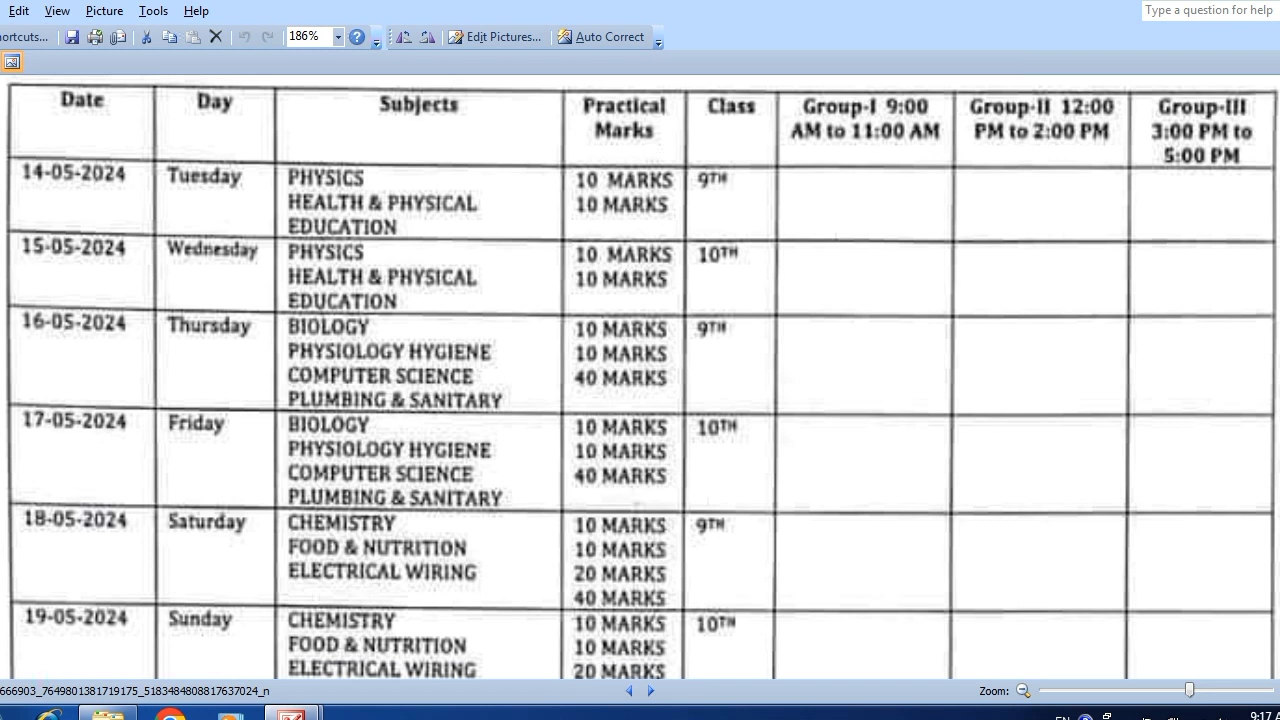 Edit View Picture Tools Help Type a question for help
ortcuts... 186% Edit Pictures... Auto Correct
Date Day Subjects Practical Marks Class Group-I 9:00 AM to 11:00 AM Group-II 12:00 PM to 2:00 PM Group-III 3:00 PM to 5:00 PM
14-05-2024 Tuesday PHYSICS 10 MARKS 9TH
HEALTH & PHYSICAL 10 MARKS
EDUCATION
15-05-2024 Wednesday PHYSICS 10 MARKS 10TH
HEALTH & PHYSICAL 10 MARKS
EDUCATION
16-05-2024 Thursday BIOLOGY 10 MARKS 9TH
PHYSIOLOGY HYGIENE 10 MARKS
COMPUTER SCIENCE 40 MARKS
PLUMBING & SANITARY
17-05-2024 Friday BIOLOGY 10 MARKS 10TH
PHYSIOLOGY HYGIENE 10 MARKS
COMPUTER SCIENCE 40 MARKS
PLUMBING & SANITARY
18-05-2024 Saturday CHEMISTRY 10 MARKS 9TH
FOOD & NUTRITION 10 MARKS
ELECTRICAL WIRING 20 MARKS
40 MARKS
19-05-2024 Sunday CHEMISTRY 10 MARKS 10TH
FOOD & NUTRITION 10 MARKS
ELECTRICAL WIRING 20 MARKS
666903_7649801381719175_5183484808817637024_n Zoom:
EN 9:17